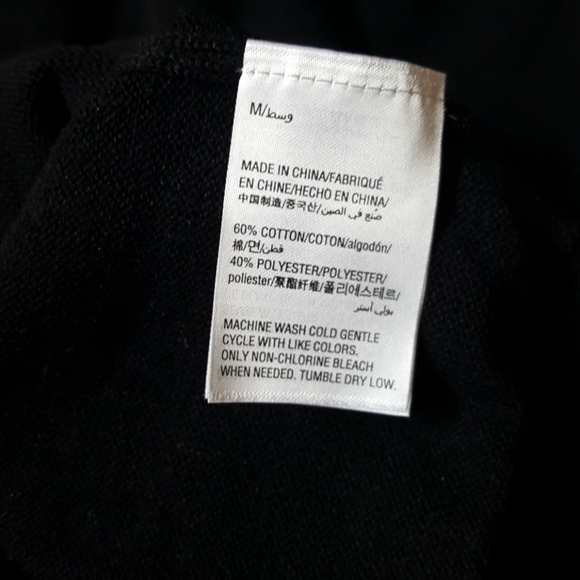 M/وسط
MADE IN CHINA/FABRIQUÉ
EN CHINE/HECHO EN CHINA/
中国制造/중국산/صنع في الصين/
60% COTTON/COTON/algodón/
棉/면/قطن/
40% POLYESTER/POLYESTER/
poliester/聚酯纤维/폴리에스테르/
بولي أستر
MACHINE WASH COLD GENTLE
CYCLE WITH LIKE COLORS.
ONLY NON-CHLORINE BLEACH
WHEN NEEDED. TUMBLE DRY LOW.